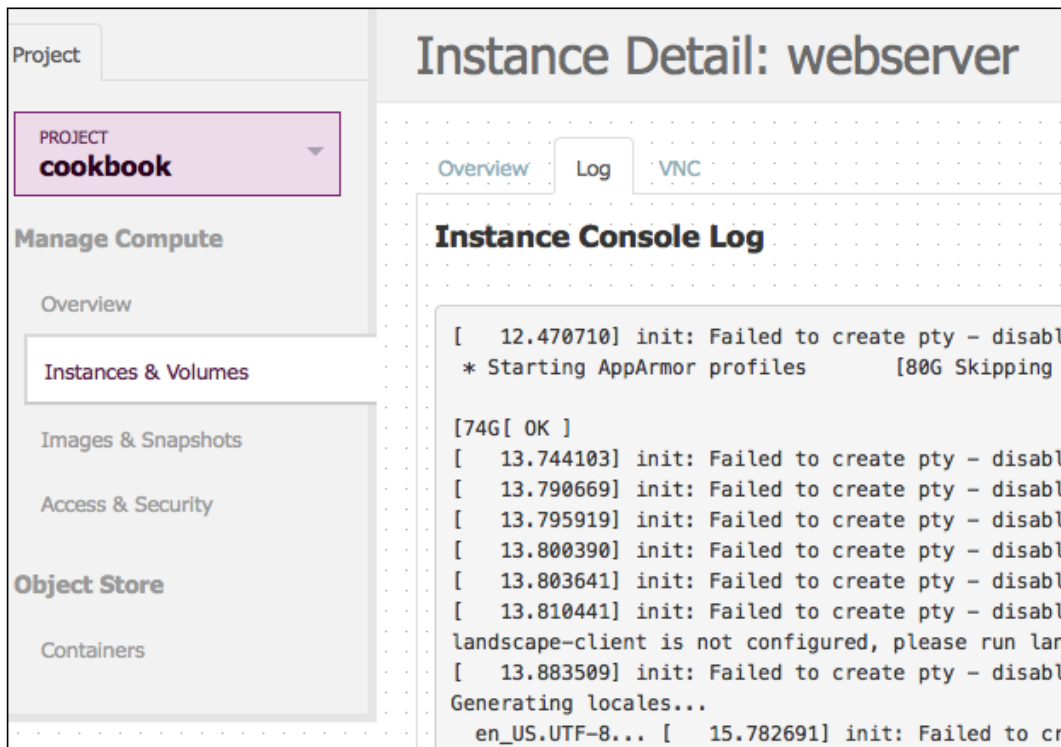 Project
PROJECT
cookbook
Manage Compute
Overview
Instances & Volumes
Images & Snapshots
Access & Security
Object Store
Containers
Instance Detail: webserver
Overview Log VNC
Instance Console Log
[   12.470710] init: Failed to create pty - disabl
 * Starting AppArmor profiles       [80G Skipping
[74G[ OK ]
[   13.744103] init: Failed to create pty - disabl
[   13.790669] init: Failed to create pty - disabl
[   13.795919] init: Failed to create pty - disabl
[   13.800390] init: Failed to create pty - disabl
[   13.803641] init: Failed to create pty - disabl
[   13.810441] init: Failed to create pty - disabl
landscape-client is not configured, please run lan
[   13.883509] init: Failed to create pty - disabl
Generating locales...
  en_US.UTF-8... [   15.782691] init: Failed to cr